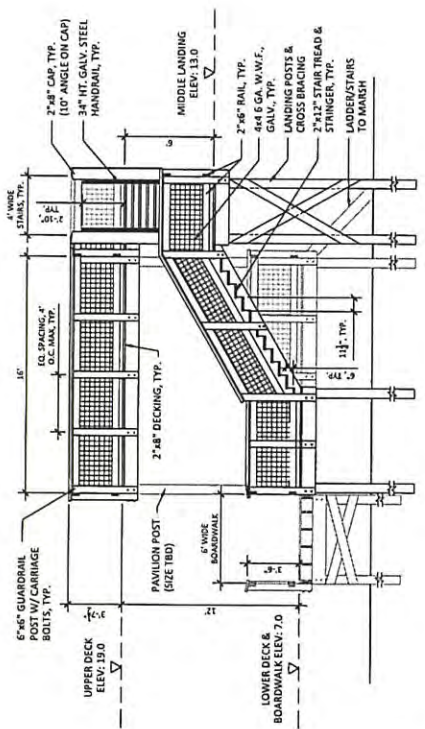 6"x6" GUARDRAIL
POST W/ CARRIAGE
BOLTS, TYP.
16'
EQ. SPACING, 4'
O.C. MAX, TYP.
4' WIDE
STAIRS, TYP.
2'-10",
TYP.
2"x8" CAP, TYP.
(10° ANGLE ON CAP)
34" HT. GALV. STEEL
HANDRAIL, TYP.
UPPER DECK
ELEV: 19.0
3'-7½"
2"x8" DECKING, TYP.
6'
MIDDLE LANDING
ELEV: 13.0
PAVILION POST
(SIZE TBD)
12'
2"x6" RAIL, TYP.
4x4 6 GA. W.W.F.,
GALV., TYP.
LANDING POSTS &
CROSS BRACING
2"x12" STAIR TREAD &
STRINGER, TYP.
LADDER/STAIRS
TO MARSH
6' WIDE
BOARDWALK
3'-6"
LOWER DECK &
BOARDWALK ELEV: 7.0
6", TYP.
TYP.